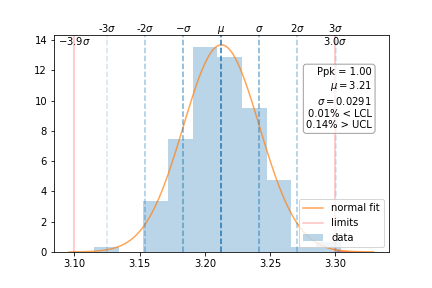 -3σ -2σ −σ μ σ 2σ 3σ
−3.9σ 3.0σ
14
12
10
8
6
4
2
0
Ppk = 1.00
μ = 3.21
σ = 0.0291
0.01% < LCL
0.14% > UCL
normal fit
limits
data
3.10 3.15 3.20 3.25 3.30